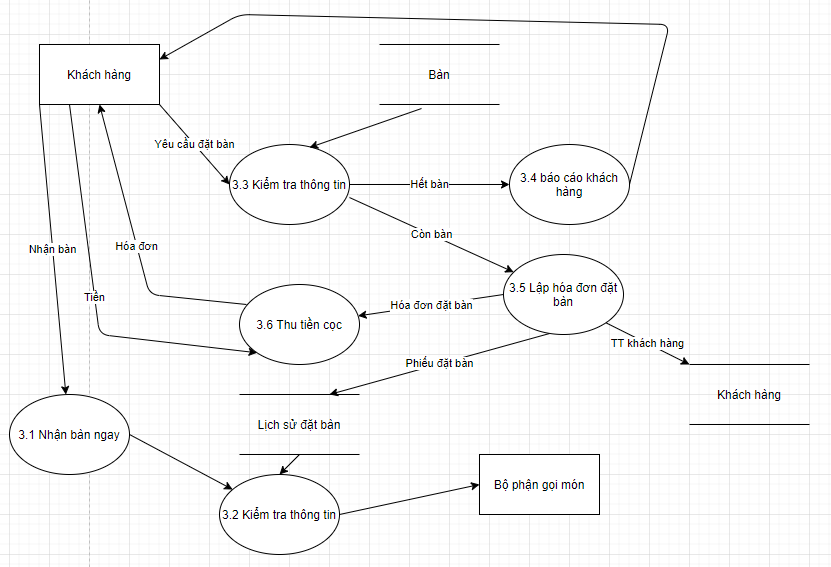 Khách hàng
Bàn
Yêu cầu đặt bàn
3.3 Kiểm tra thông tin
Hết bàn
3.4 báo cáo khách
hàng
Còn bàn
Nhận bàn
Hóa đơn
Tiền
3.5 Lập hóa đơn đặt
bàn
Hóa đơn đặt bàn
3.6 Thu tiền cọc
TT khách hàng
Phiếu đặt bàn
Khách hàng
Lịch sử đặt bàn
3.1 Nhận bàn ngay
Bộ phận gọi món
3.2 Kiểm tra thông tin